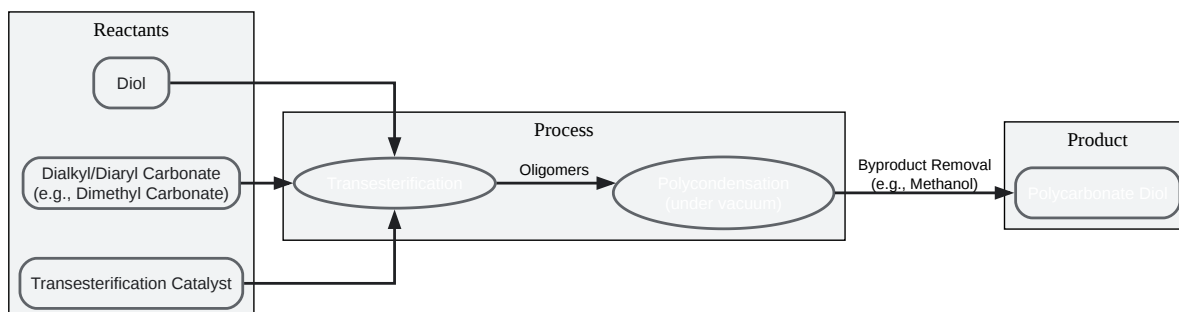 Reactants
Diol
Dialkyl/Diaryl Carbonate
(e.g., Dimethyl Carbonate)
Transesterification Catalyst
Process
Transesterification
Oligomers
Polycondensation
(under vacuum)
Byproduct Removal
(e.g., Methanol)
Product
Polycarbonate Diol